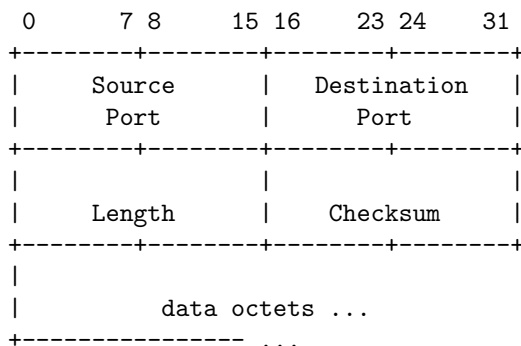 0      7 8     15 16    23 24    31
+--------+--------+--------+--------+
|     Source      |   Destination   |
|      Port       |      Port       |
+--------+--------+--------+--------+
|                 |                 |
|     Length      |    Checksum     |
+--------+--------+--------+--------+
|
|          data octets ...
+---------------- ...